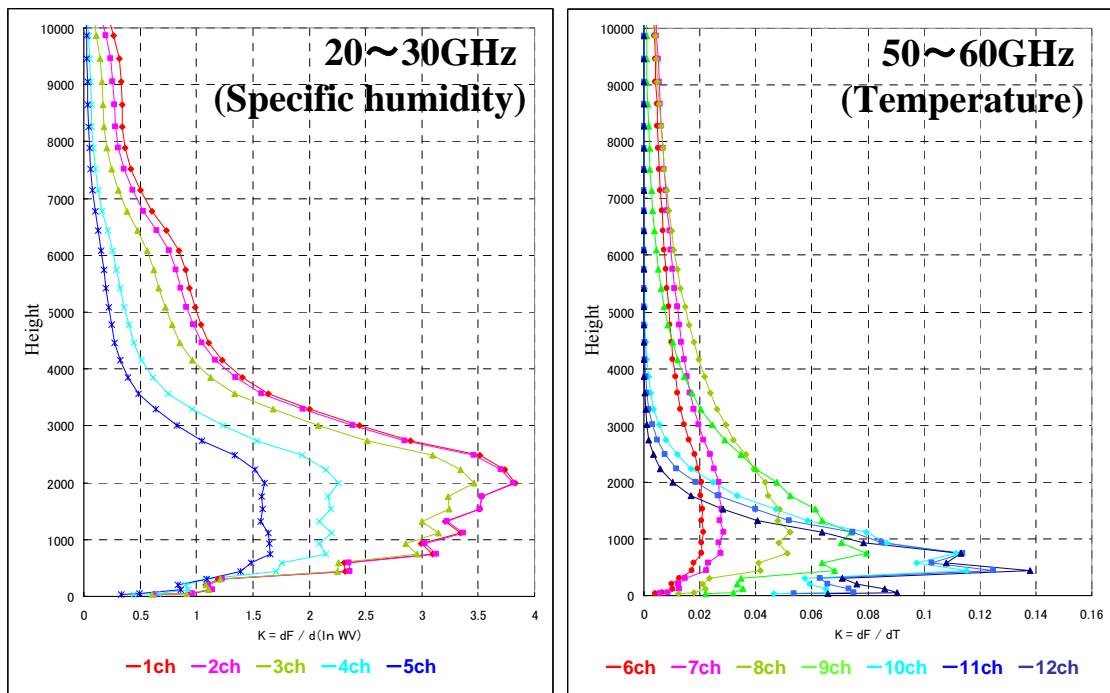 20～30GHz
(Specific humidity)
10000
9000
8000
7000
6000
5000
4000
3000
2000
1000
0
Height
0
0.5
1
1.5
2
2.5
3
3.5
4
K = dF / d(ln WV)
1ch
2ch
3ch
4ch
5ch
50～60GHz
(Temperature)
10000
9000
8000
7000
6000
5000
4000
3000
2000
1000
0
Height
0
0.02
0.04
0.06
0.08
0.1
0.12
0.14
0.16
K = dF / dT
6ch
7ch
8ch
9ch
10ch
11ch
12ch